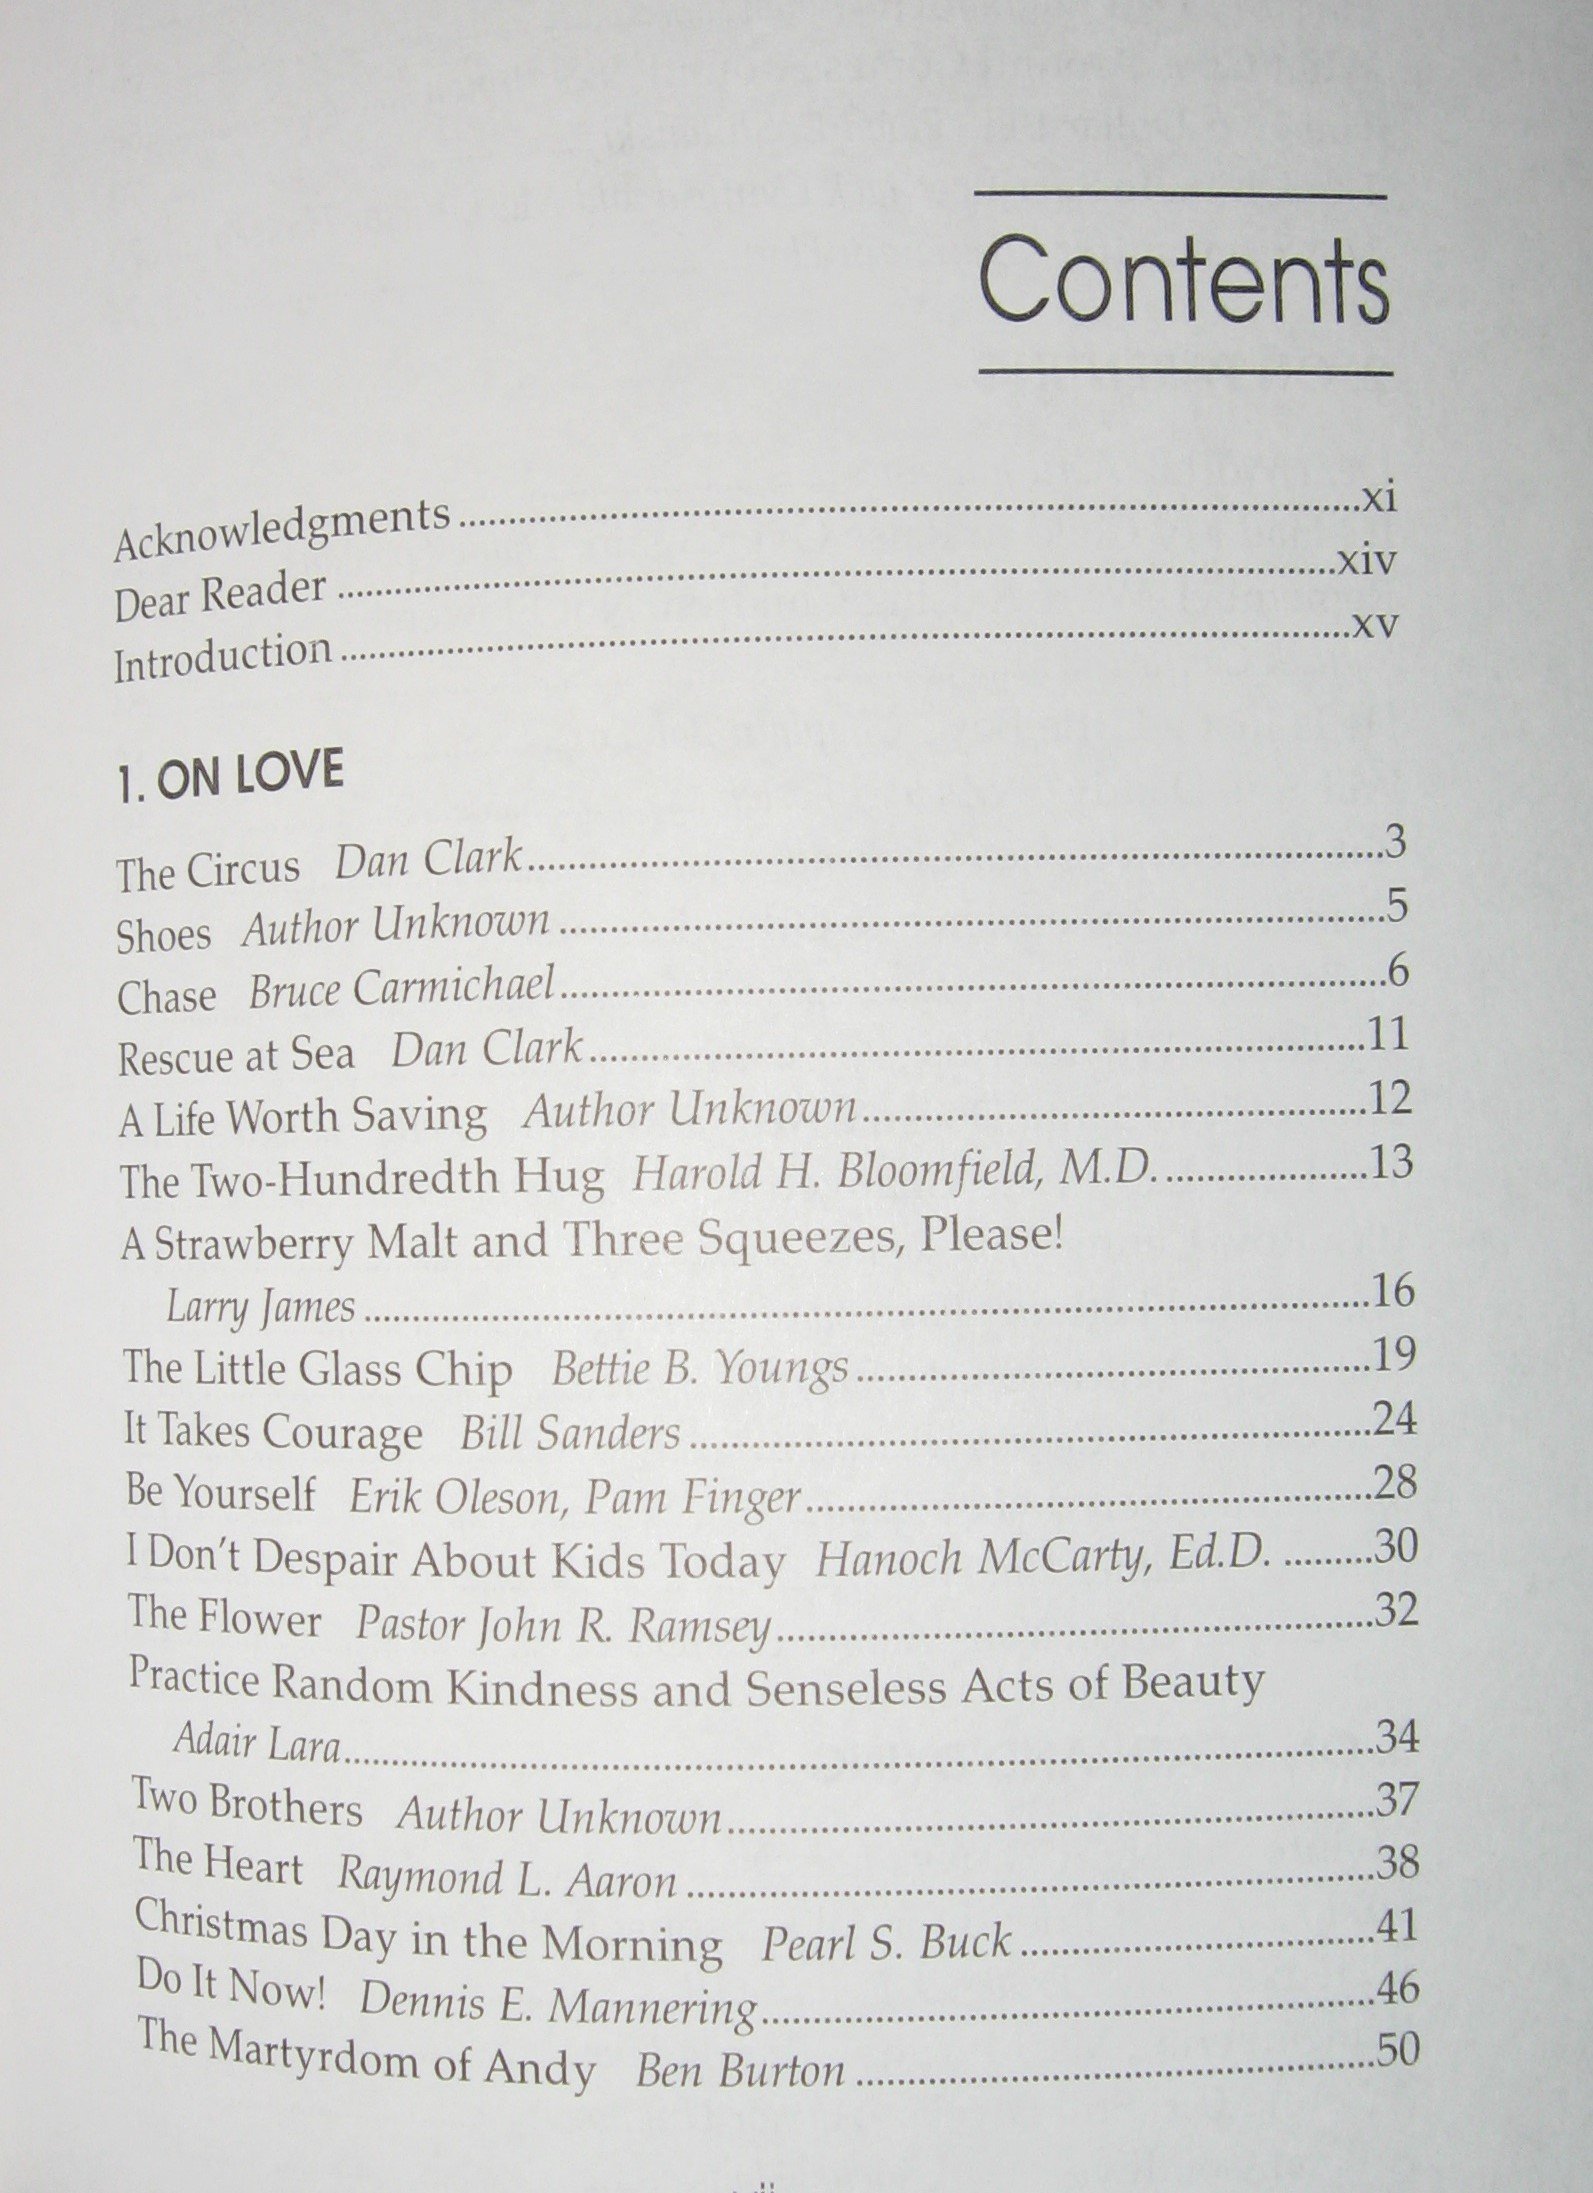 Contents
Acknowledgments ........................................xi
Dear Reader ........................................xiv
Introduction ........................................xv
1. ON LOVE
The Circus Dan Clark........................................3
Shoes Author Unknown ........................................5
Chase Bruce Carmichael........................................6
Rescue at Sea Dan Clark........................................11
A Life Worth Saving Author Unknown........................................12
The Two-Hundredth Hug Harold H. Bloomfield, M.D. ....................13
A Strawberry Malt and Three Squeezes, Please!
Larry James ........................................16
The Little Glass Chip Bettie B. Youngs........................................19
It Takes Courage Bill Sanders ........................................24
Be Yourself Erik Oleson, Pam Finger........................................28
I Don't Despair About Kids Today Hanoch McCarty, Ed.D. .........30
The Flower Pastor John R. Ramsey........................................32
Practice Random Kindness and Senseless Acts of Beauty
Adair Lara........................................34
Two Brothers Author Unknown........................................37
The Heart Raymond L. Aaron ........................................38
Christmas Day in the Morning Pearl S. Buck ..............................41
Do It Now! Dennis E. Mannering........................................46
The Martyrdom of Andy Ben Burton ........................................50